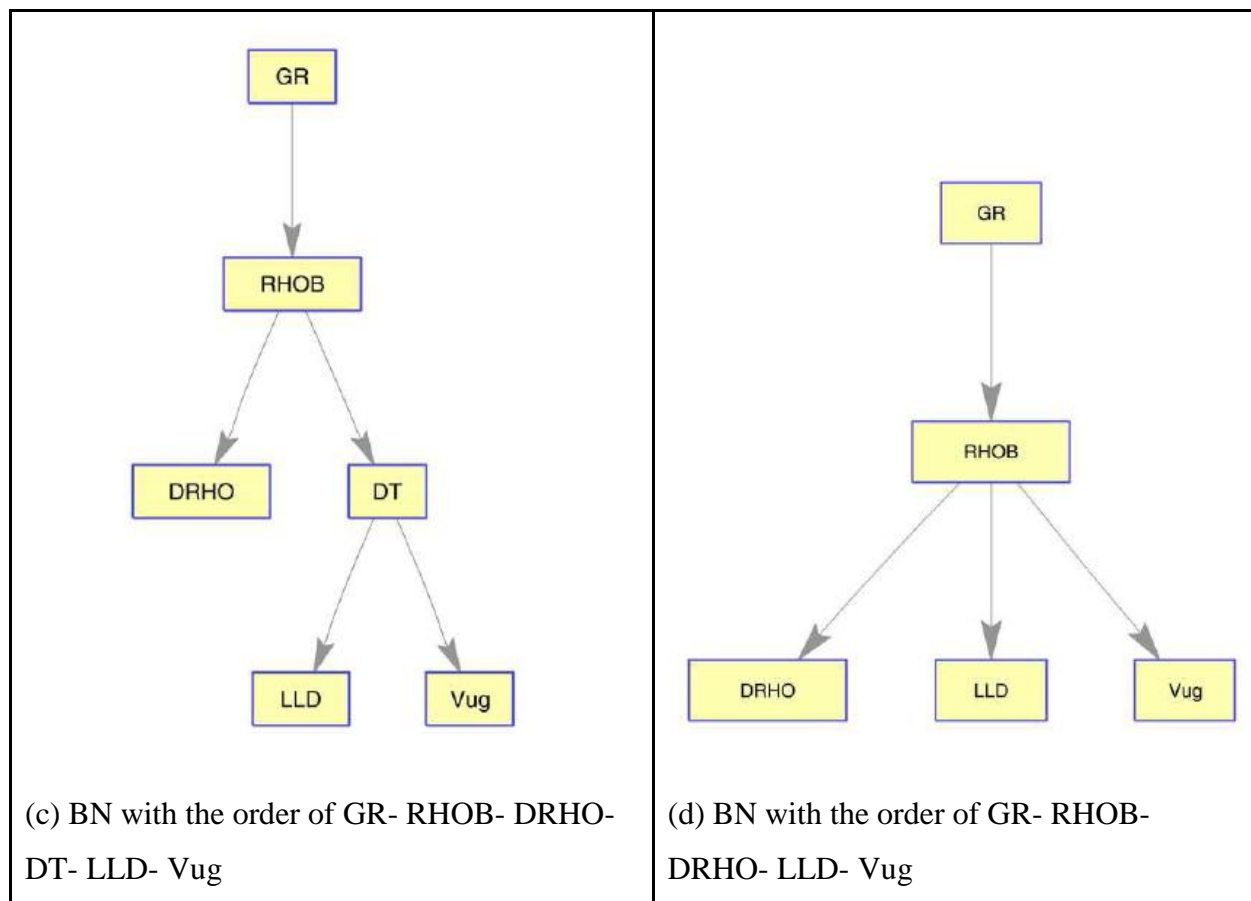 GR
RHOB
DRHO DT
LLD Vug
(c) BN with the order of GR- RHOB- DRHO-
DT- LLD- Vug
GR
RHOB
DRHO LLD Vug
(d) BN with the order of GR- RHOB-
DRHO- LLD- Vug